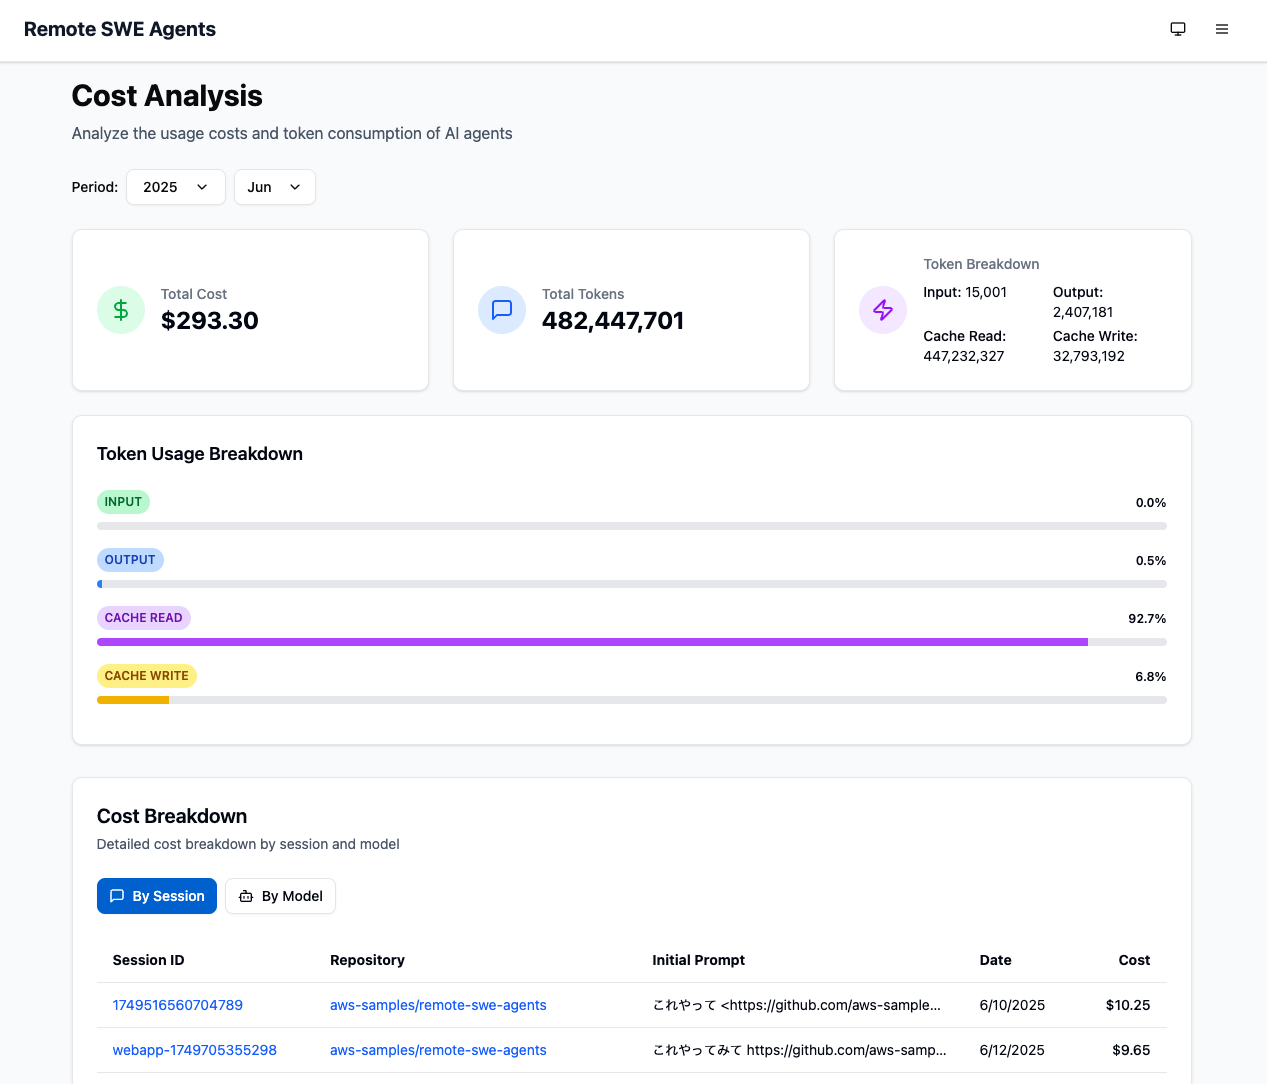 Remote SWE Agents
Cost Analysis
Analyze the usage costs and token consumption of AI agents
Period: 2025 Jun
Total Cost
$293.30
Total Tokens
482,447,701
Token Breakdown
Input: 15,001
Output: 2,407,181
Cache Read: 447,232,327
Cache Write: 32,793,192
Token Usage Breakdown
INPUT 0.0%
OUTPUT 0.5%
CACHE READ 92.7%
CACHE WRITE 6.8%
Cost Breakdown
Detailed cost breakdown by session and model
By Session By Model
Session ID Repository Initial Prompt Date Cost
1749516560704789 aws-samples/remote-swe-agents これやって <https://github.com/aws-sample... 6/10/2025 $10.25
webapp-1749705355298 aws-samples/remote-swe-agents これやってみて https://github.com/aws-samp... 6/12/2025 $9.65